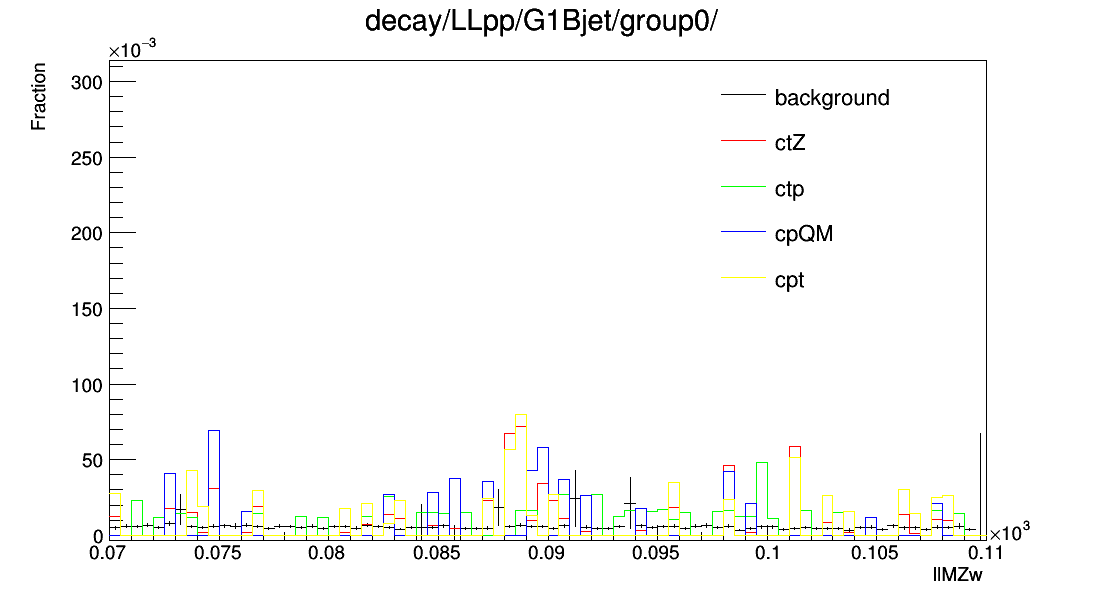 decay/LLpp/G1Bjet/group0/
×10⁻³
Fraction
300
250
200
150
100
50
0
background
ctZ
ctp
cpQM
cpt
0.07 0.075 0.08 0.085 0.09 0.095 0.1 0.105 0.11
×10³
llMZw